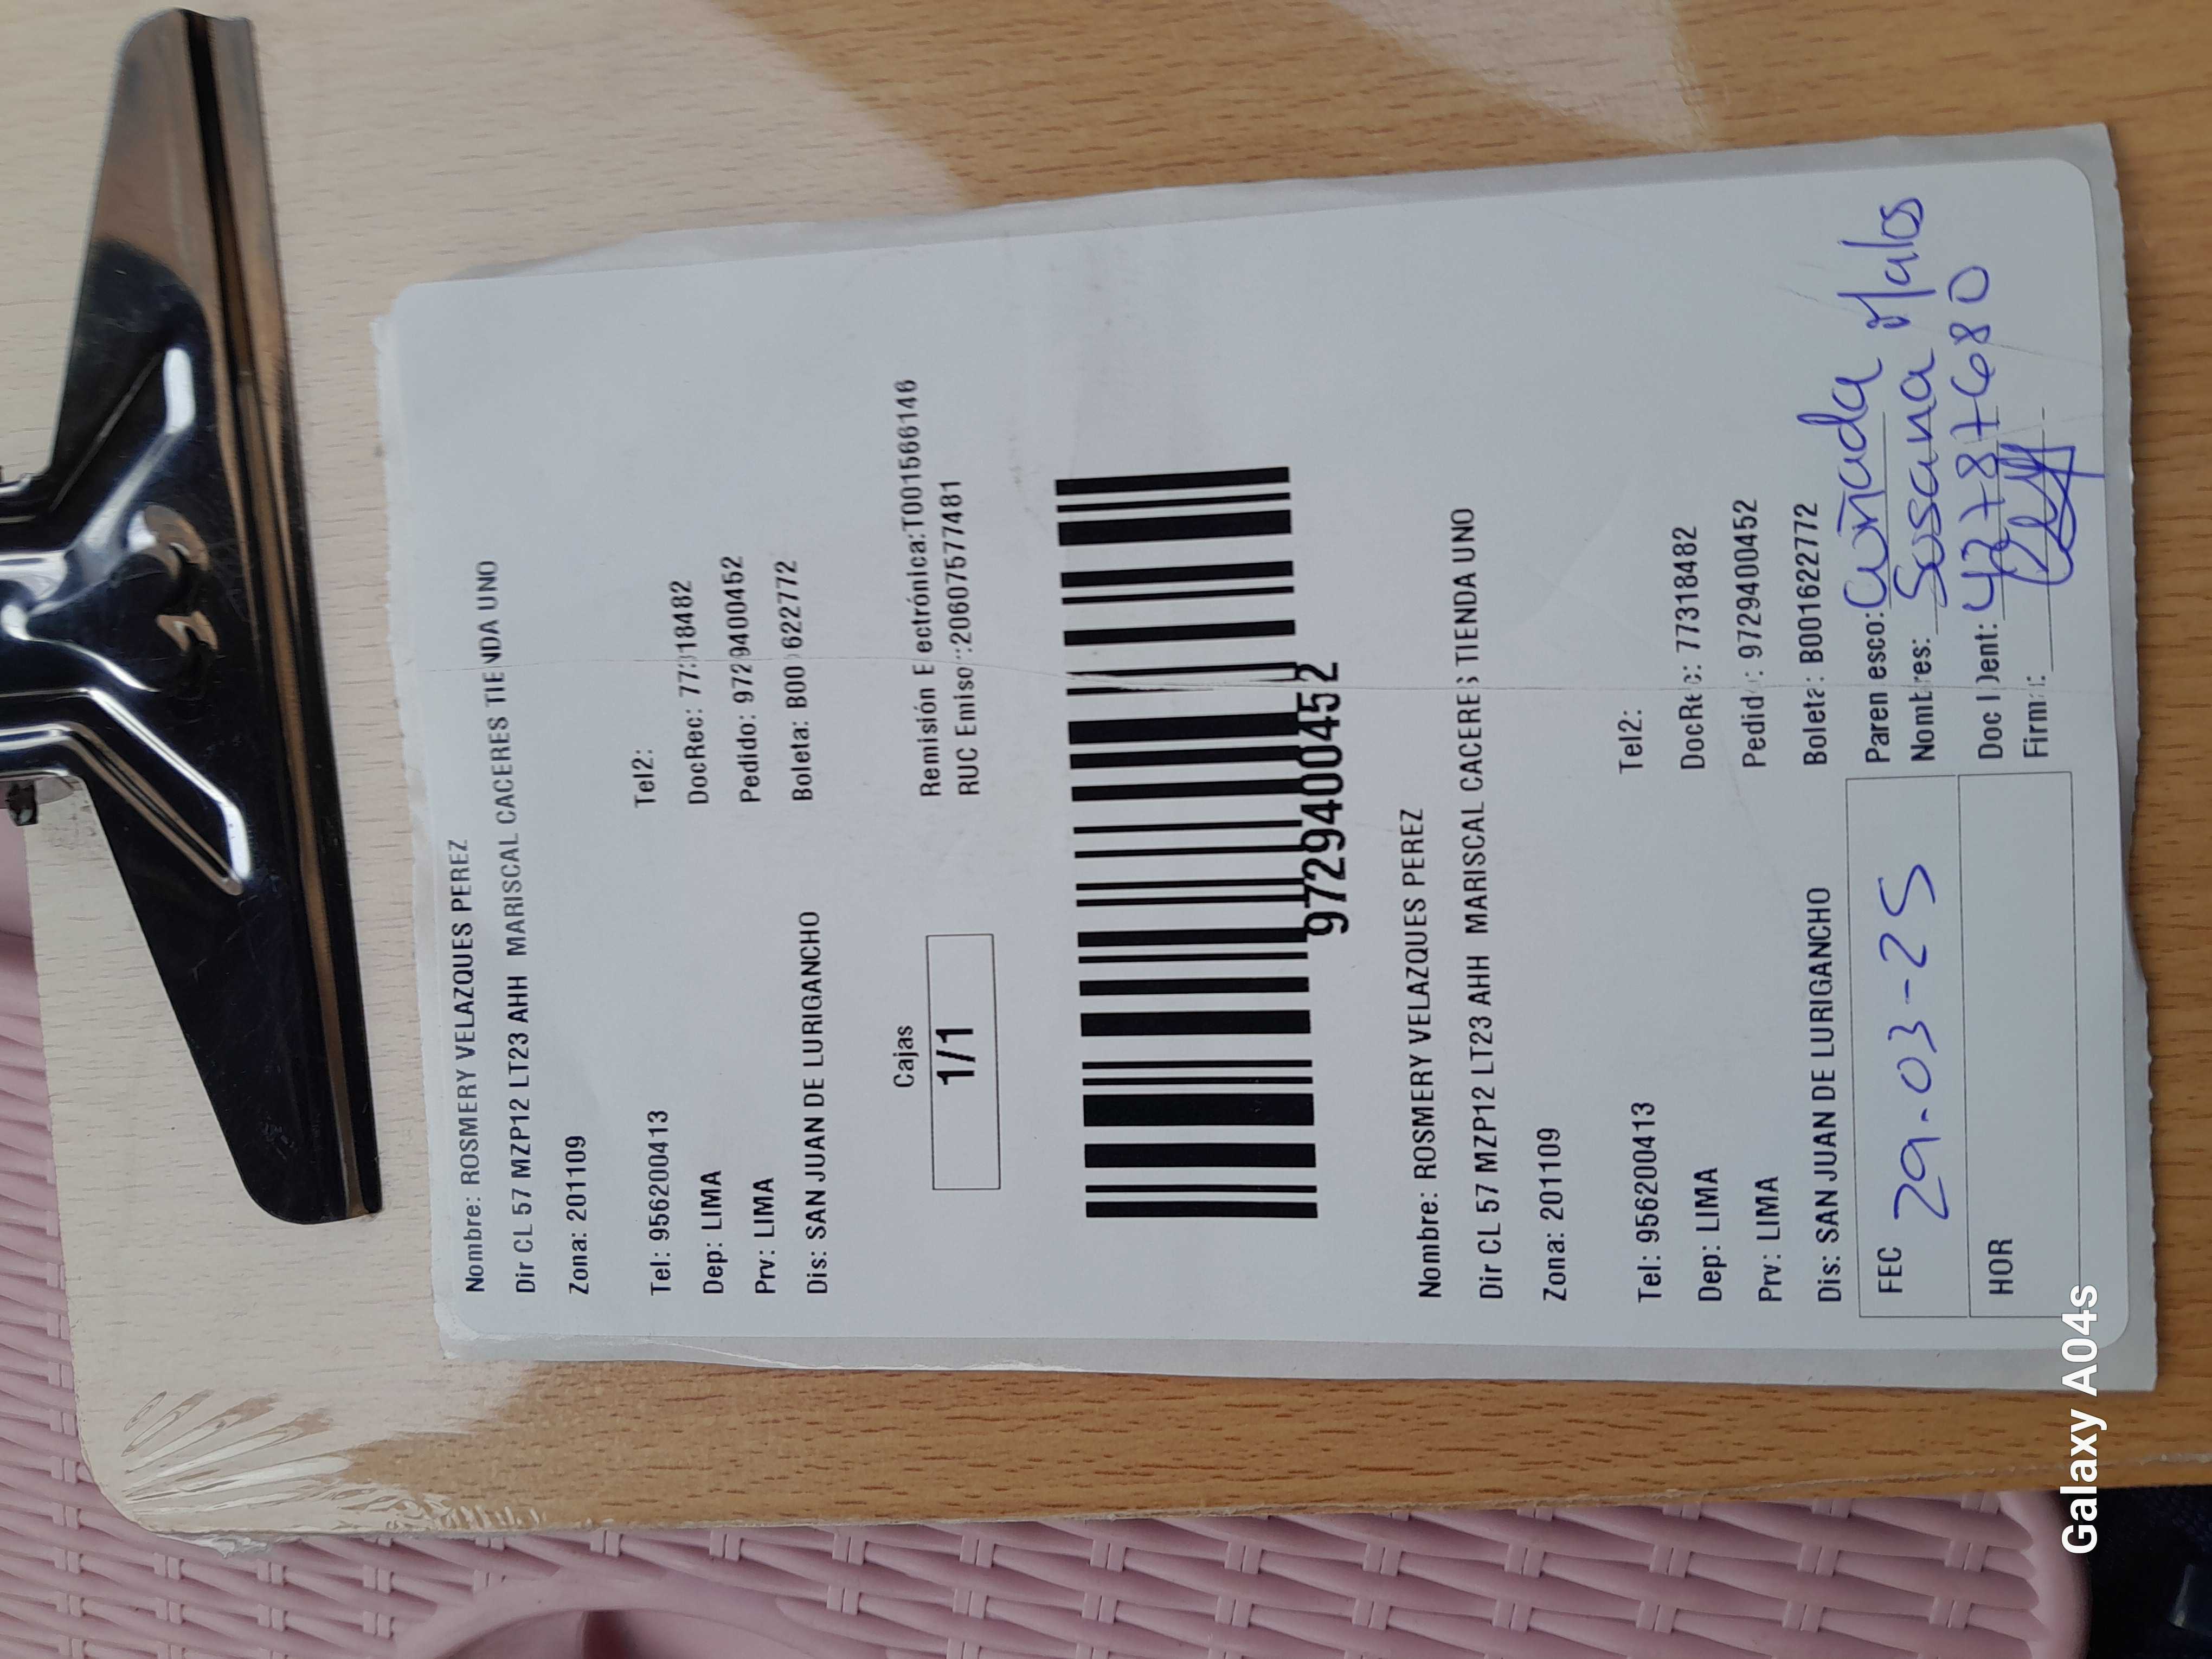 Nombre: ROSMERY VELAZQUES PEREZ
Dir CL 57 MZP12 LT23 AHH MARISCAL CACERES TIENDA UNO
Zona: 201109
Tel: 956200413 Tel2:
Dep: LIMA DocRec: 77318482
Prv: LIMA Pedido: 9729400452
Dis: SAN JUAN DE LURIGANCHO Boleta: B001622772
Cajas
1/1
Remisión Electrónica:T001566146
RUC Emisor:20607577481
9729400452
Nombre: ROSMERY VELAZQUES PEREZ
Dir CL 57 MZP12 LT23 AHH MARISCAL CACERES TIENDA UNO
Zona: 201109
Tel: 956200413 Tel2:
Dep: LIMA DocRec: 77318482
Prv: LIMA Pedido: 9729400452
Dis: SAN JUAN DE LURIGANCHO Boleta: B001622772
FEC 29.03-25
HOR
Parentesco: Cuñada
Nombres: Susana
Doc Ident: 47878680
Firma:
Galaxy A04s